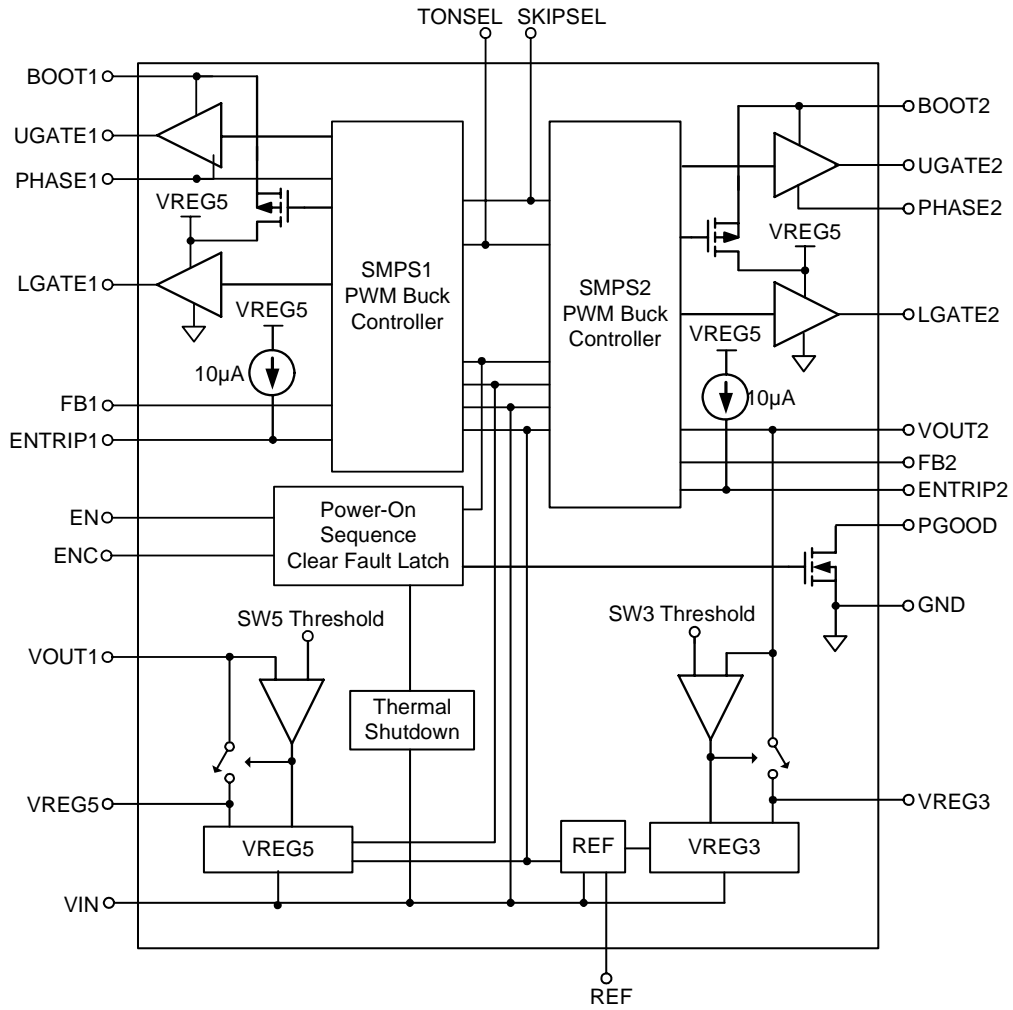 TONSEL SKIPSEL
BOOT1
BOOT2
UGATE1
UGATE2
PHASE1
PHASE2
VREG5
VREG5
SMPS1
PWM Buck
Controller
SMPS2
PWM Buck
Controller
LGATE1
LGATE2
VREG5
VREG5
10µA
10µA
FB1
VOUT2
ENTRIP1
FB2
ENTRIP2
EN
Power-On
Sequence
Clear Fault Latch
PGOOD
ENC
GND
SW5 Threshold
SW3 Threshold
VOUT1
Thermal
Shutdown
VREG5
VREG3
VREG5
REF
VREG3
VIN
REF